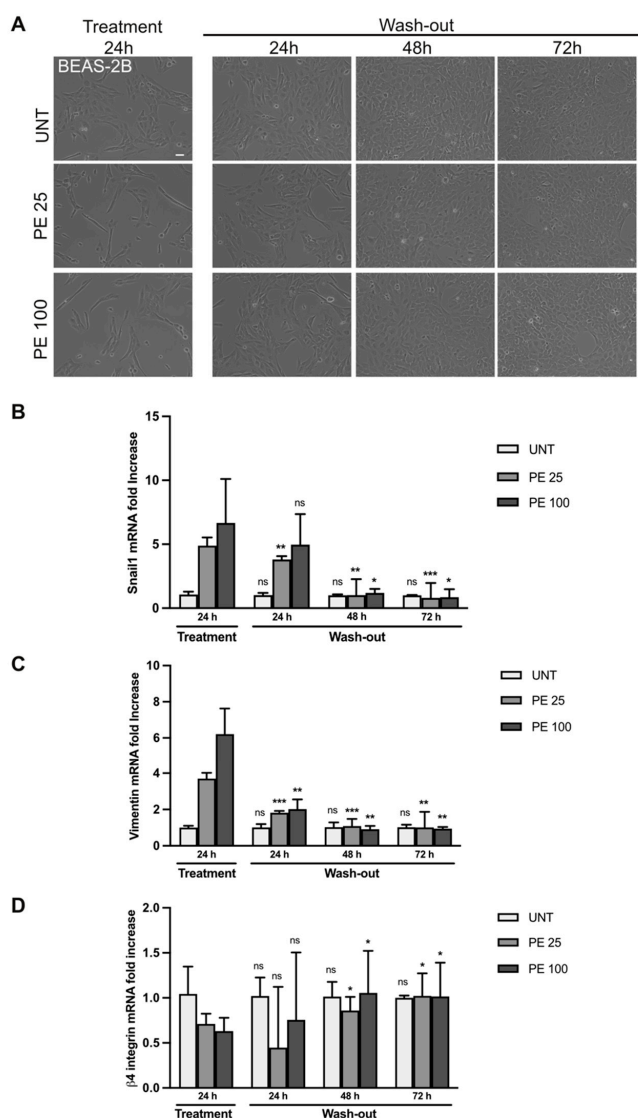 A
Treatment
Wash-out
24h
24h
48h
72h
BEAS-2B
UNT
PE 25
PE 100
B
Snail1 mRNA fold Increase
15
10
5
0
ns
**
ns
**
*
ns
***
*
ns
24 h
24 h
48 h
72 h
Treatment
Wash-out
UNT
PE 25
PE 100
C
Vimentin mRNA fold Increase
10
8
6
4
2
0
ns
***
**
ns
***
**
ns
**
**
24 h
24 h
48 h
72 h
Treatment
Wash-out
UNT
PE 25
PE 100
D
β4 integrin mRNA fold increase
2.0
1.5
1.0
0.5
0.0
ns
ns
ns
ns
*
*
ns
*
*
24 h
24 h
48 h
72 h
Treatment
Wash-out
UNT
PE 25
PE 100